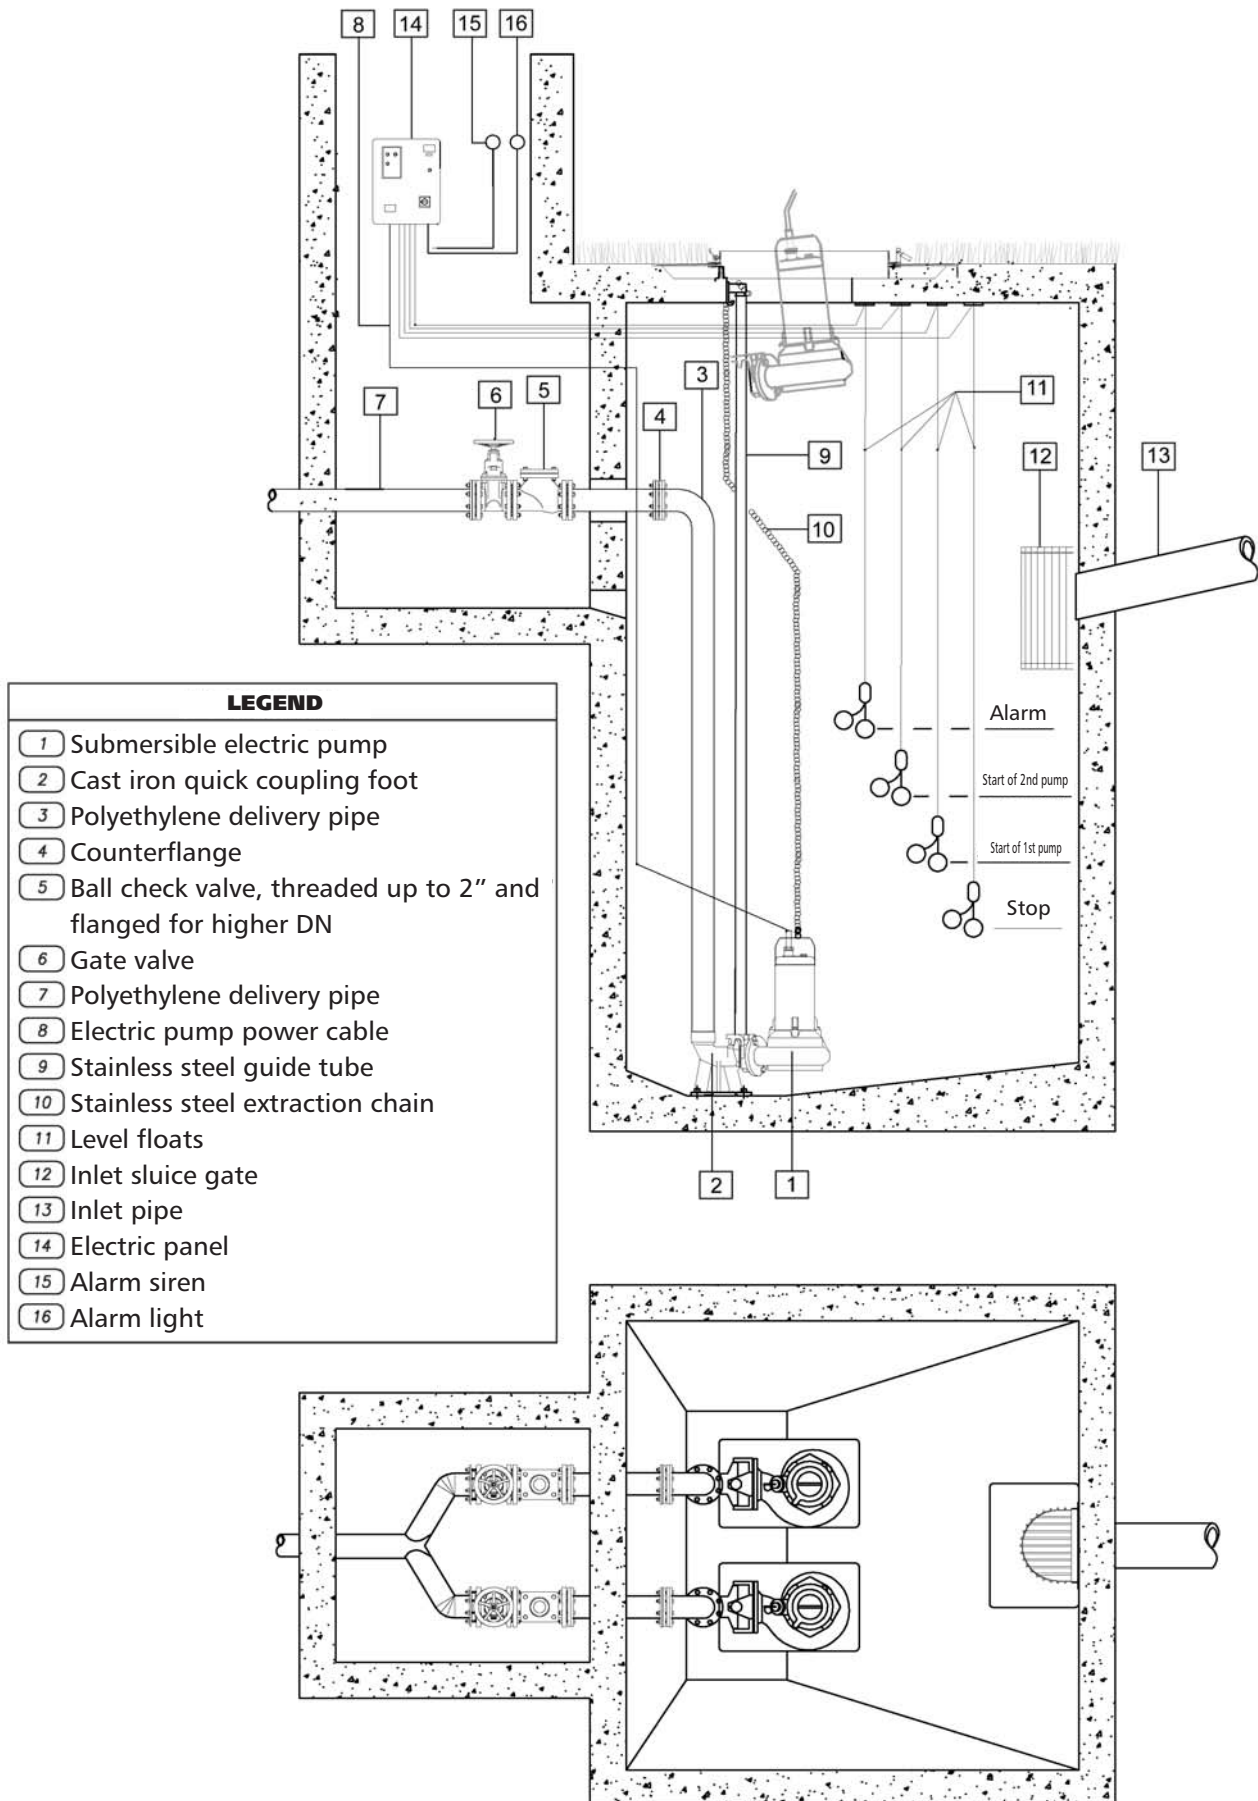 8 14 15 16
3
11
7 6 5 4 9 12 13
10
LEGEND
1 Submersible electric pump
2 Cast iron quick coupling foot
3 Polyethylene delivery pipe
4 Counterflange
5 Ball check valve, threaded up to 2” and
flanged for higher DN
6 Gate valve
7 Polyethylene delivery pipe
8 Electric pump power cable
9 Stainless steel guide tube
10 Stainless steel extraction chain
11 Level floats
12 Inlet sluice gate
13 Inlet pipe
14 Electric panel
15 Alarm siren
16 Alarm light
Alarm
Start of 2nd pump
Start of 1st pump
Stop
2 1